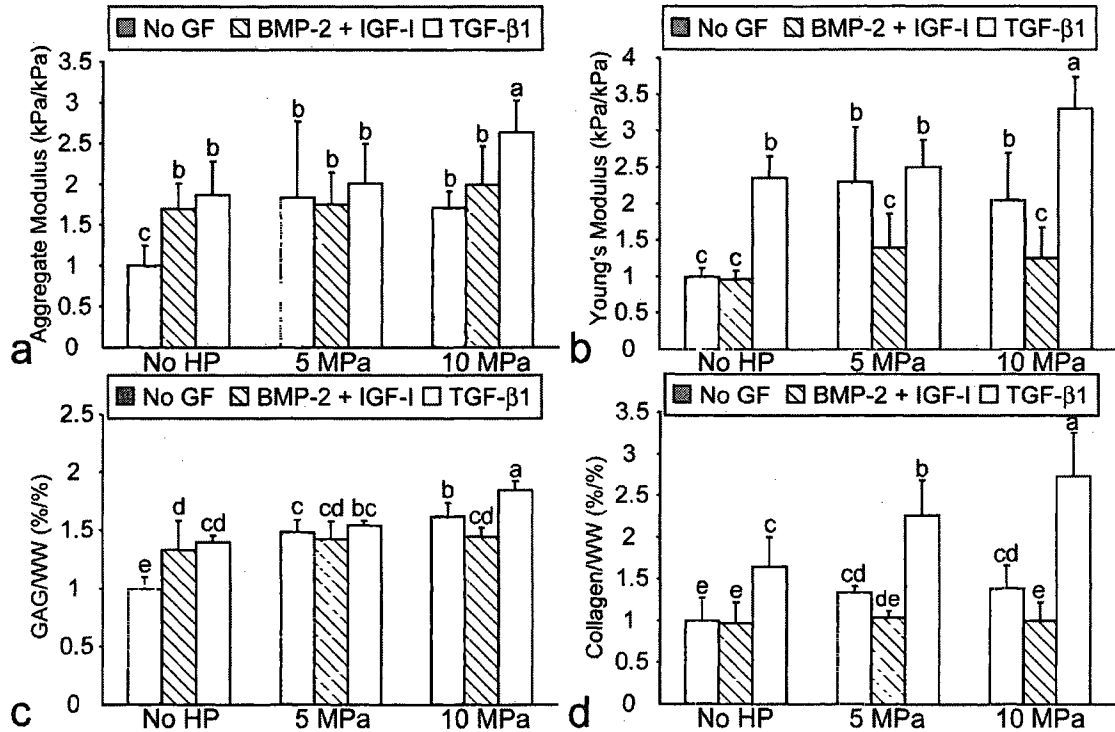 No GF BMP-2 + IGF-I TGF-β1
Aggregate Modulus (kPa/kPa)
3.5
3
2.5
2
1.5
1
0.5
0
c b b
b b b
b b a
No HP 5 MPa 10 MPa
a
No GF BMP-2 + IGF-I TGF-β1
Young's Modulus (kPa/kPa)
4
3.5
3
2.5
2
1.5
1
0.5
0
c c b
b c b
b c a
No HP 5 MPa 10 MPa
b
No GF BMP-2 + IGF-I TGF-β1
GAG/WW (%/%)
2.5
2
1.5
1
0.5
0
e d cd
c cd bc
b cd a
No HP 5 MPa 10 MPa
c
No GF BMP-2 + IGF-I TGF-β1
Collagen/WW (%/%)
3.5
3
2.5
2
1.5
1
0.5
0
e e c
cd de b
cd e a
No HP 5 MPa 10 MPa
d